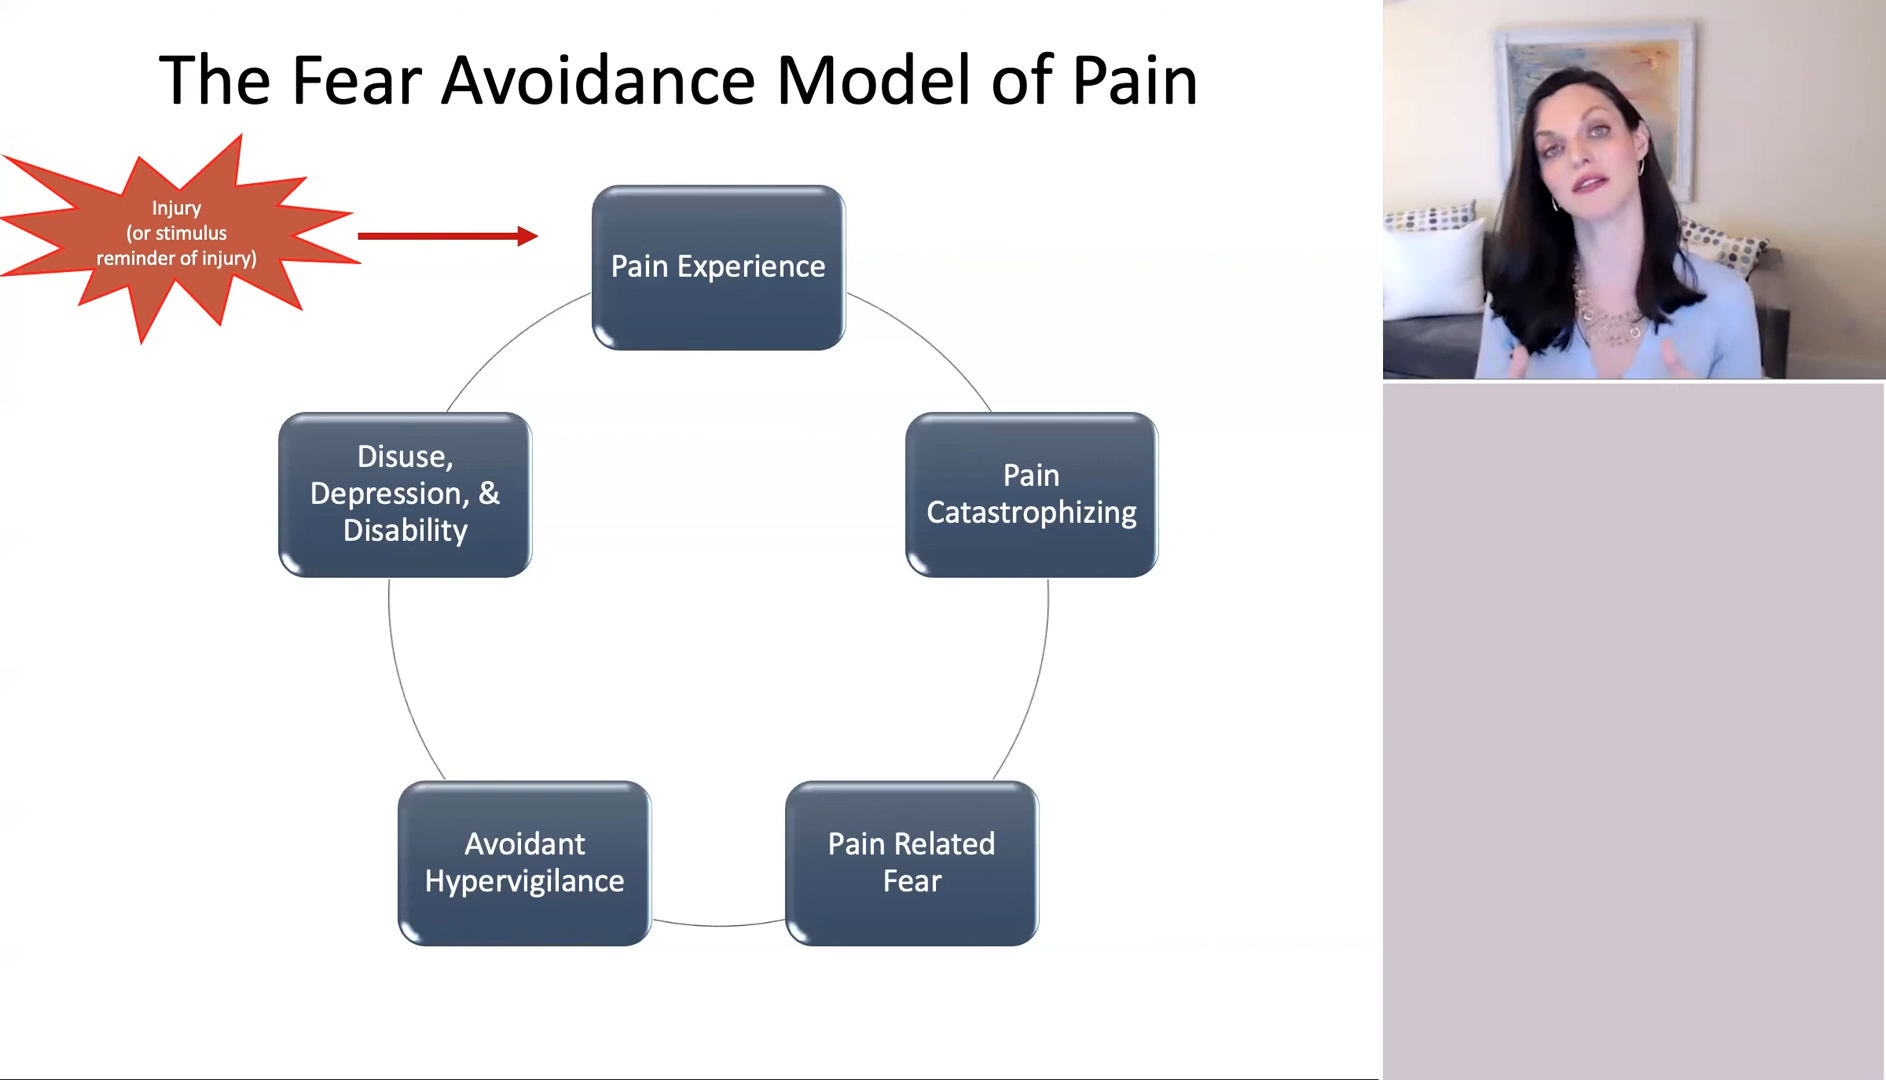 The Fear Avoidance Model of Pain
Injury
(or stimulus
reminder of injury)
Pain Experience
Pain
Catastrophizing
Pain Related
Fear
Avoidant
Hypervigilance
Disuse,
Depression, &
Disability